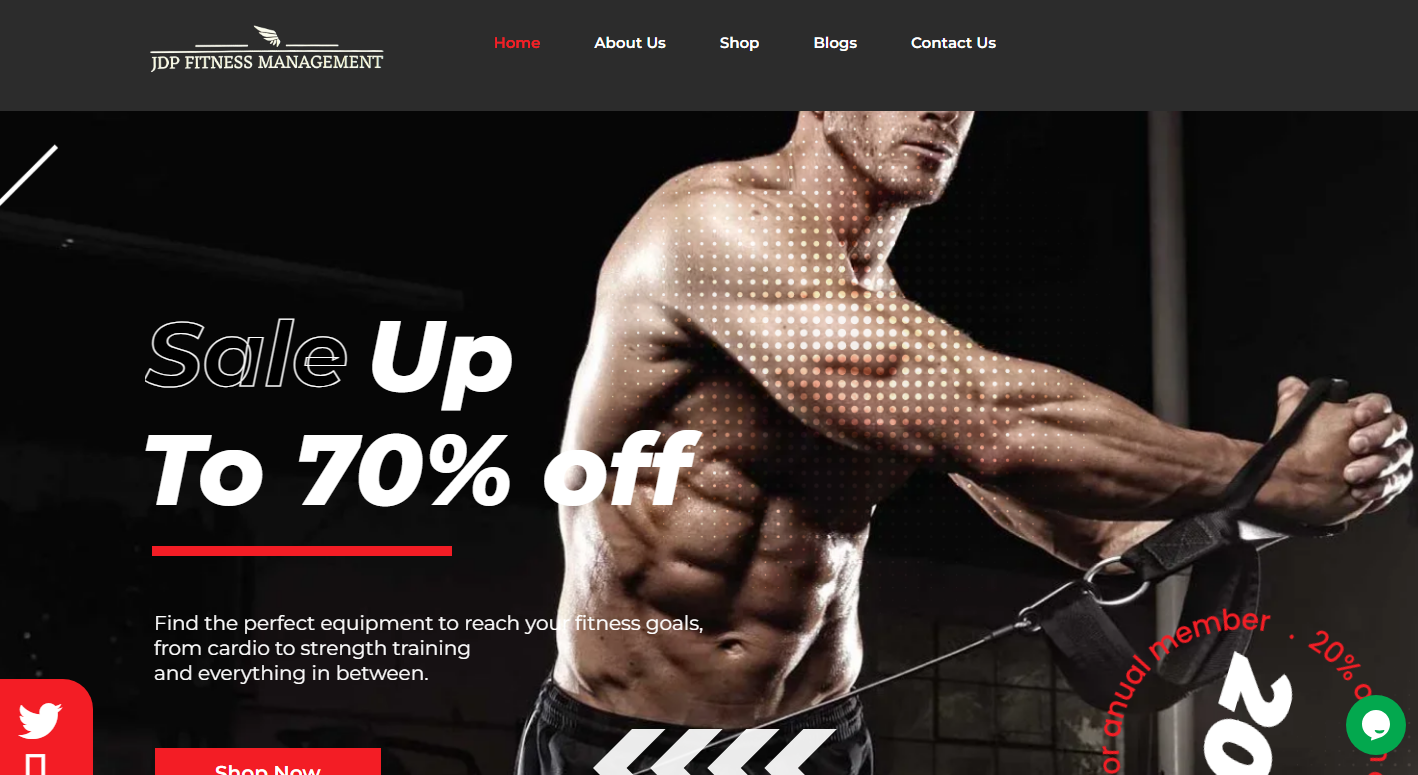 JDP FITNESS MANAGEMENT
Home About Us Shop Blogs Contact Us
Sale Up
To 70% off
Find the perfect equipment to reach your fitness goals,
from cardio to strength training
and everything in between.
Shop Now
or anual member · 20% o
20